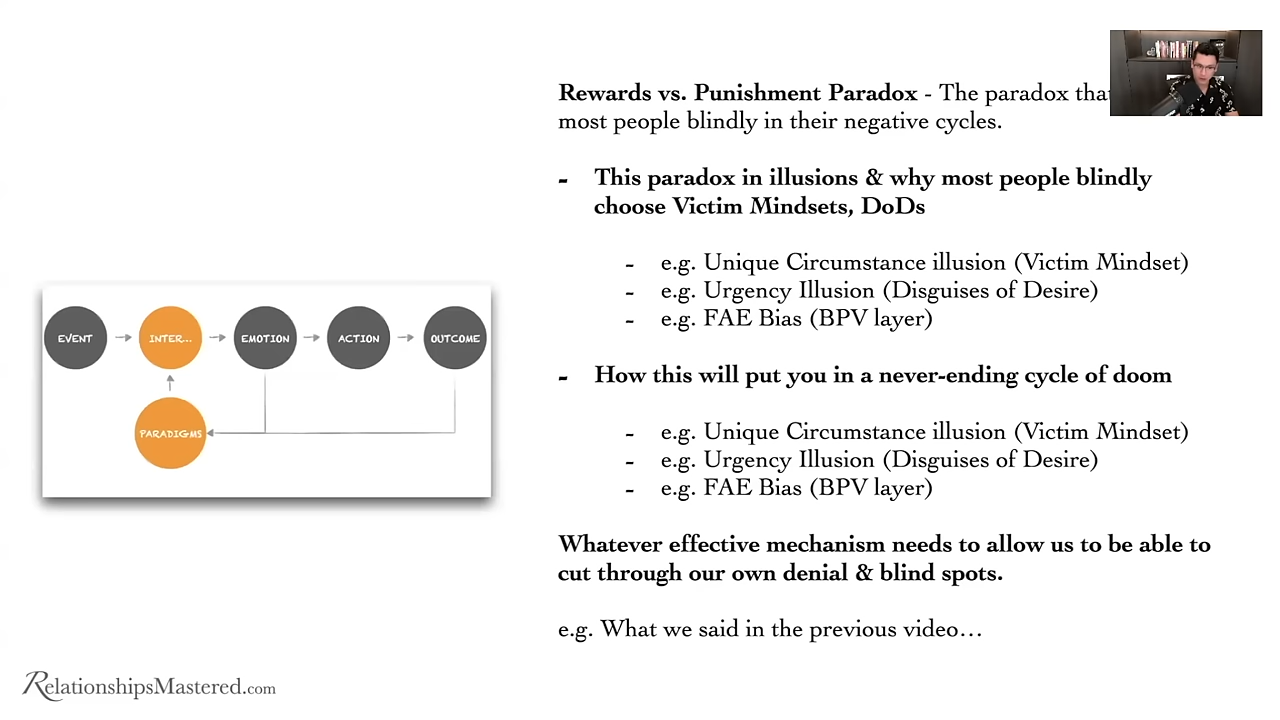 Rewards vs. Punishment Paradox - The paradox
most people blindly in their negative cycles.
- This paradox in illusions & why most people blindly
choose Victim Mindsets, DoDs
- e.g. Unique Circumstance illusion (Victim Mindset)
- e.g. Urgency Illusion (Disguises of Desire)
- e.g. FAE Bias (BPV layer)
- How this will put you in a never-ending cycle of doom
- e.g. Unique Circumstance illusion (Victim Mindset)
- e.g. Urgency Illusion (Disguises of Desire)
- e.g. FAE Bias (BPV layer)
Whatever effective mechanism needs to allow us to be able to
cut through our own denial & blind spots.
e.g. What we said in the previous video…
EVENT INTER... EMOTION ACTION OUTCOME
PARADIGMS
RelationshipsMastered.com